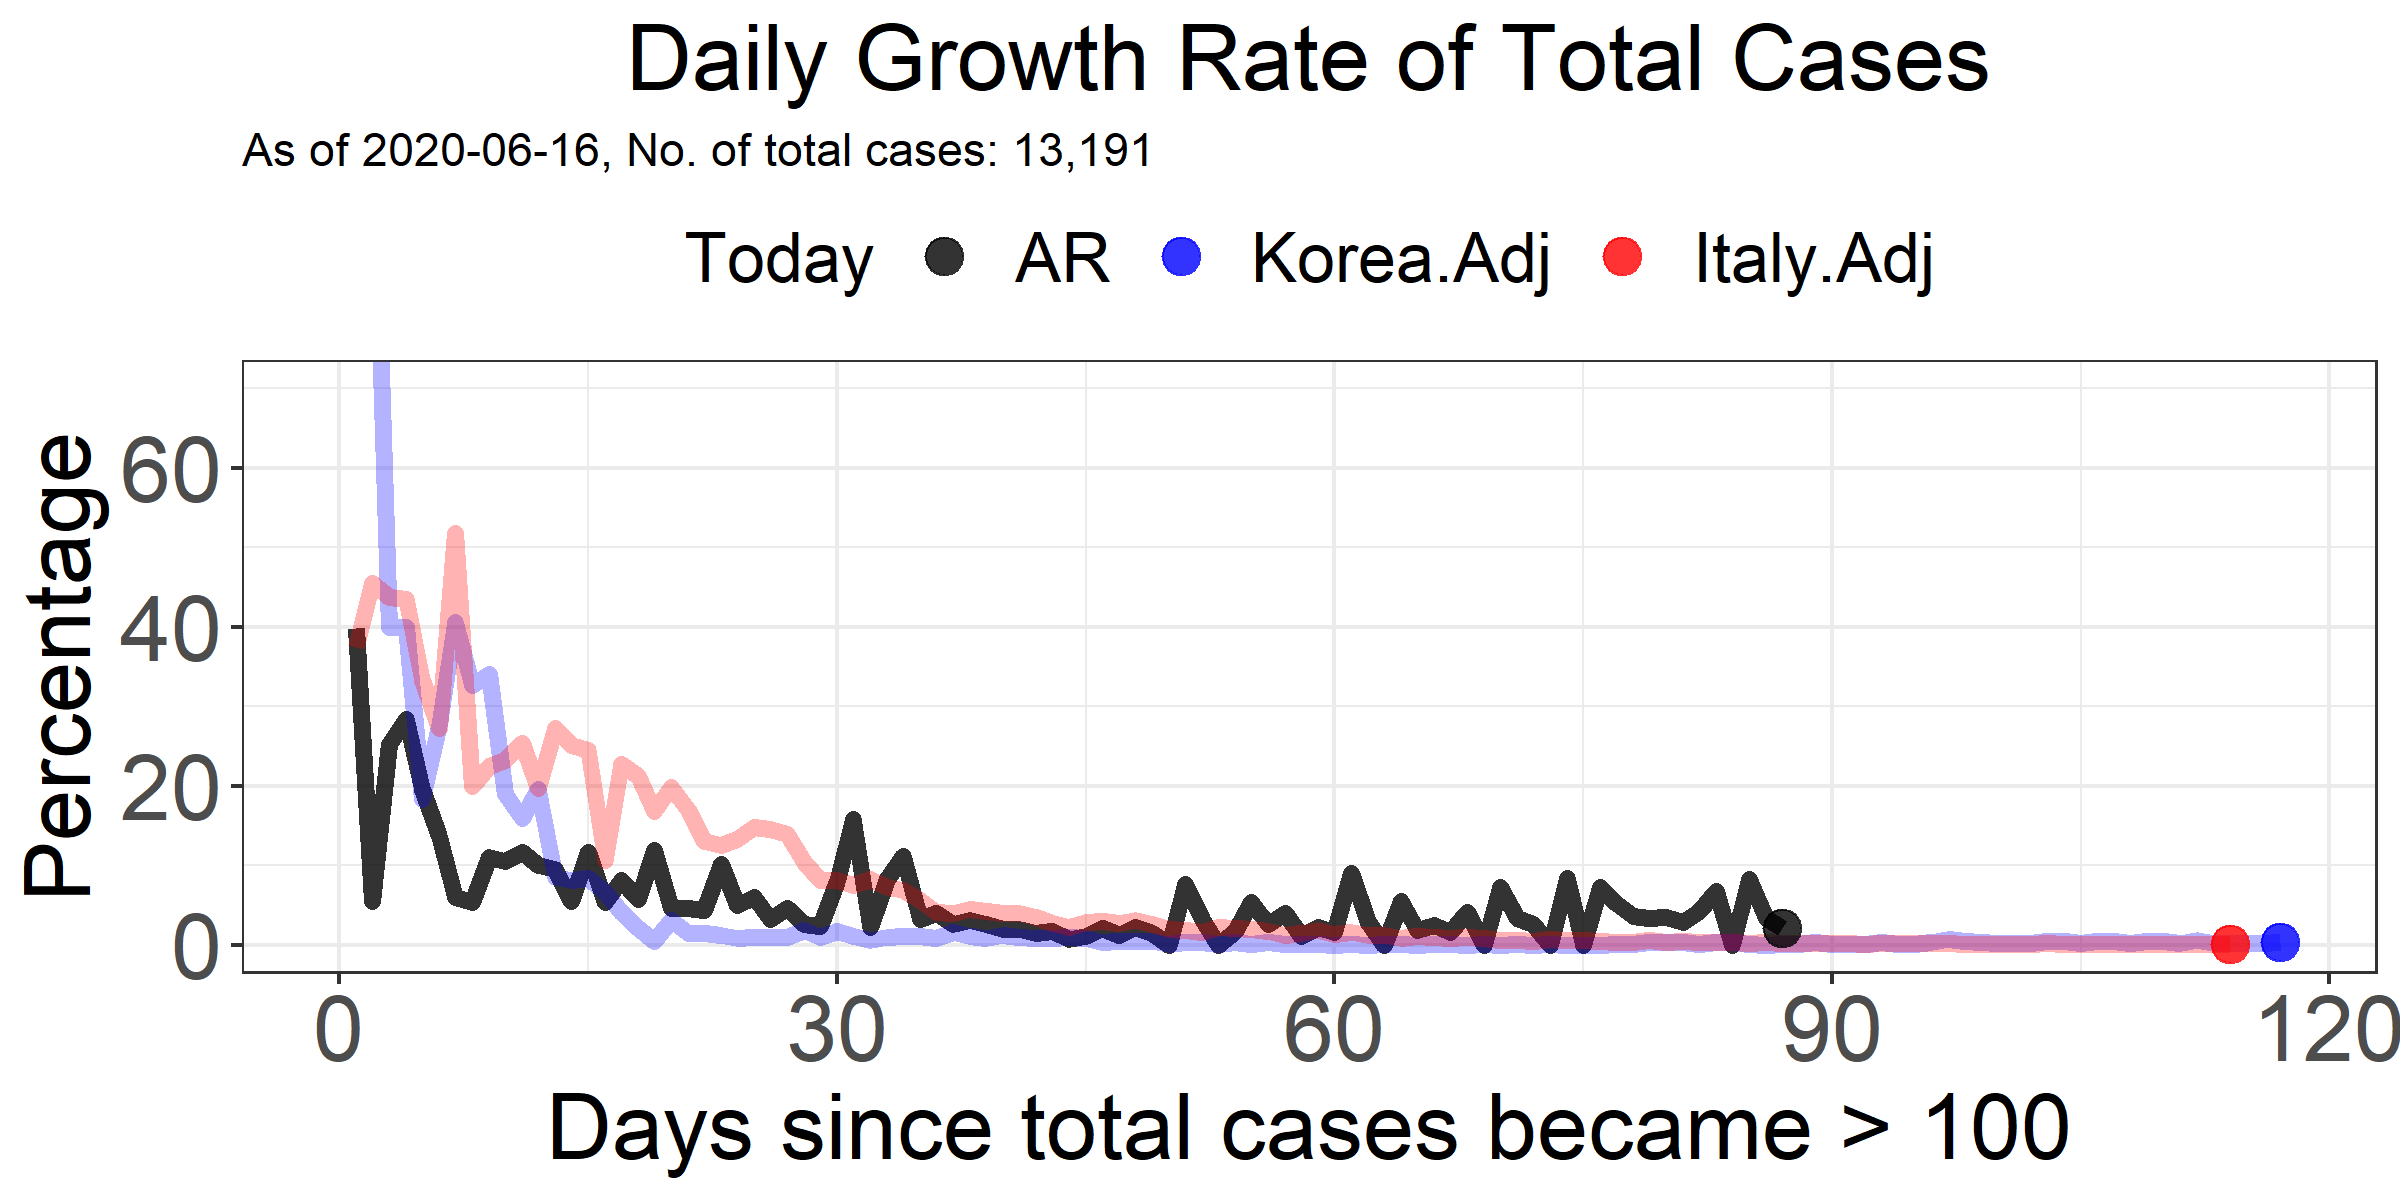 Daily Growth Rate of Total Cases
As of 2020-06-16, No. of total cases: 13,191
Today AR Korea.Adj Italy.Adj
Percentage
60
40
20
0
0 30 60 90 120
Days since total cases became > 100